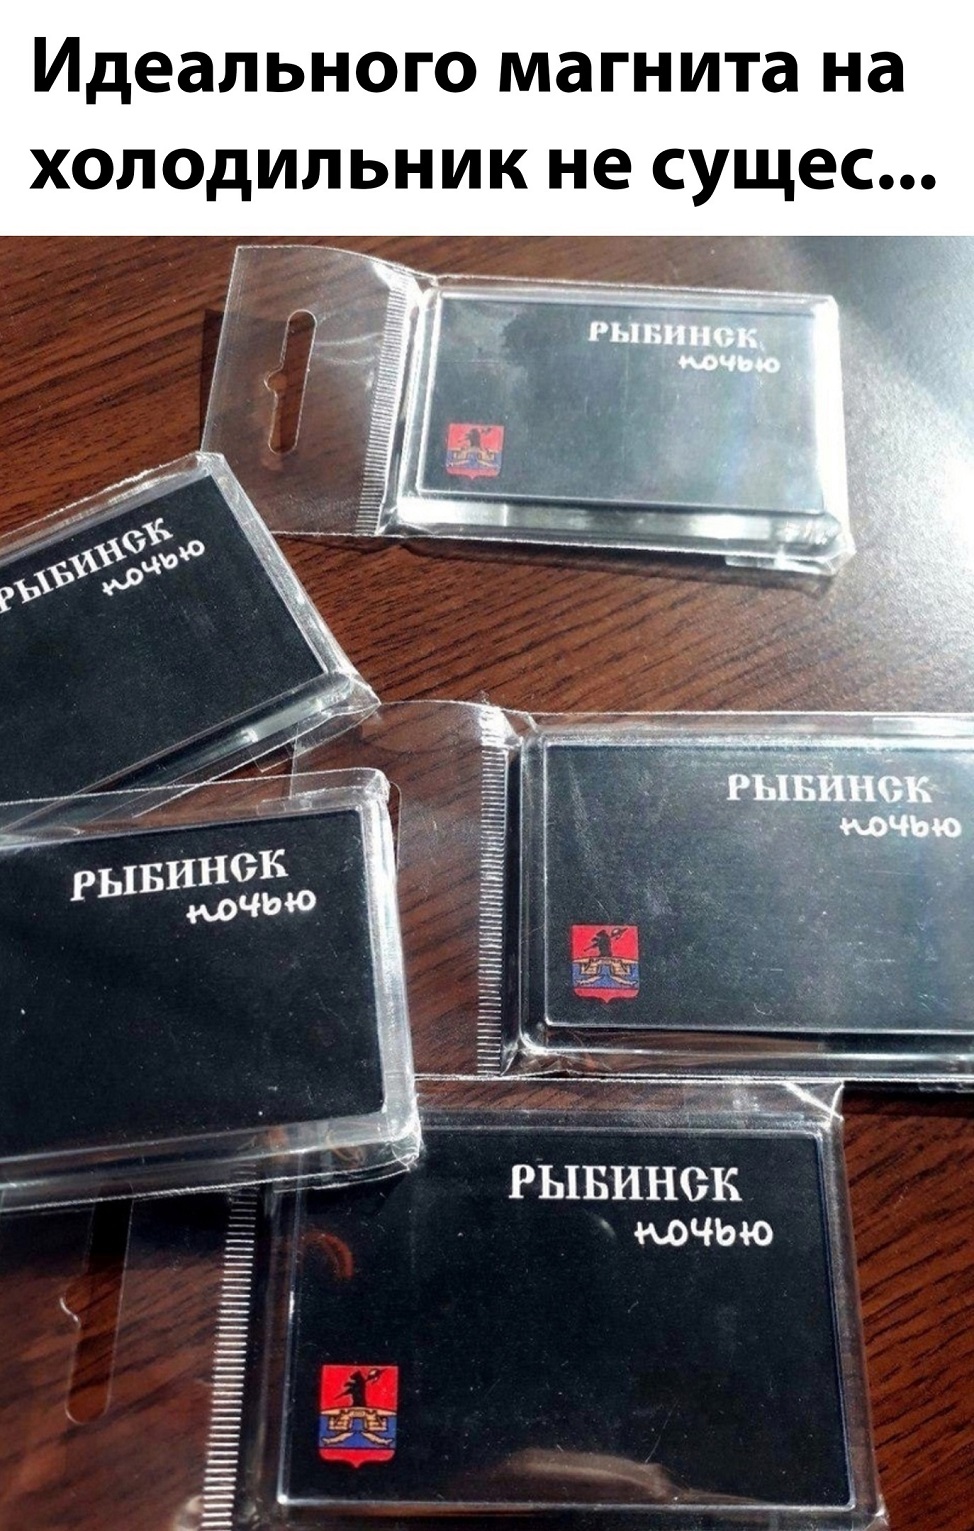 Идеального магнита на
холодильник не сущес...
РЫБИНСК
ночью
РЫБИНСК
ночью
РЫБИНСК
ночью
РЫБИНСК
ночью
РЫБИНСК
ночью